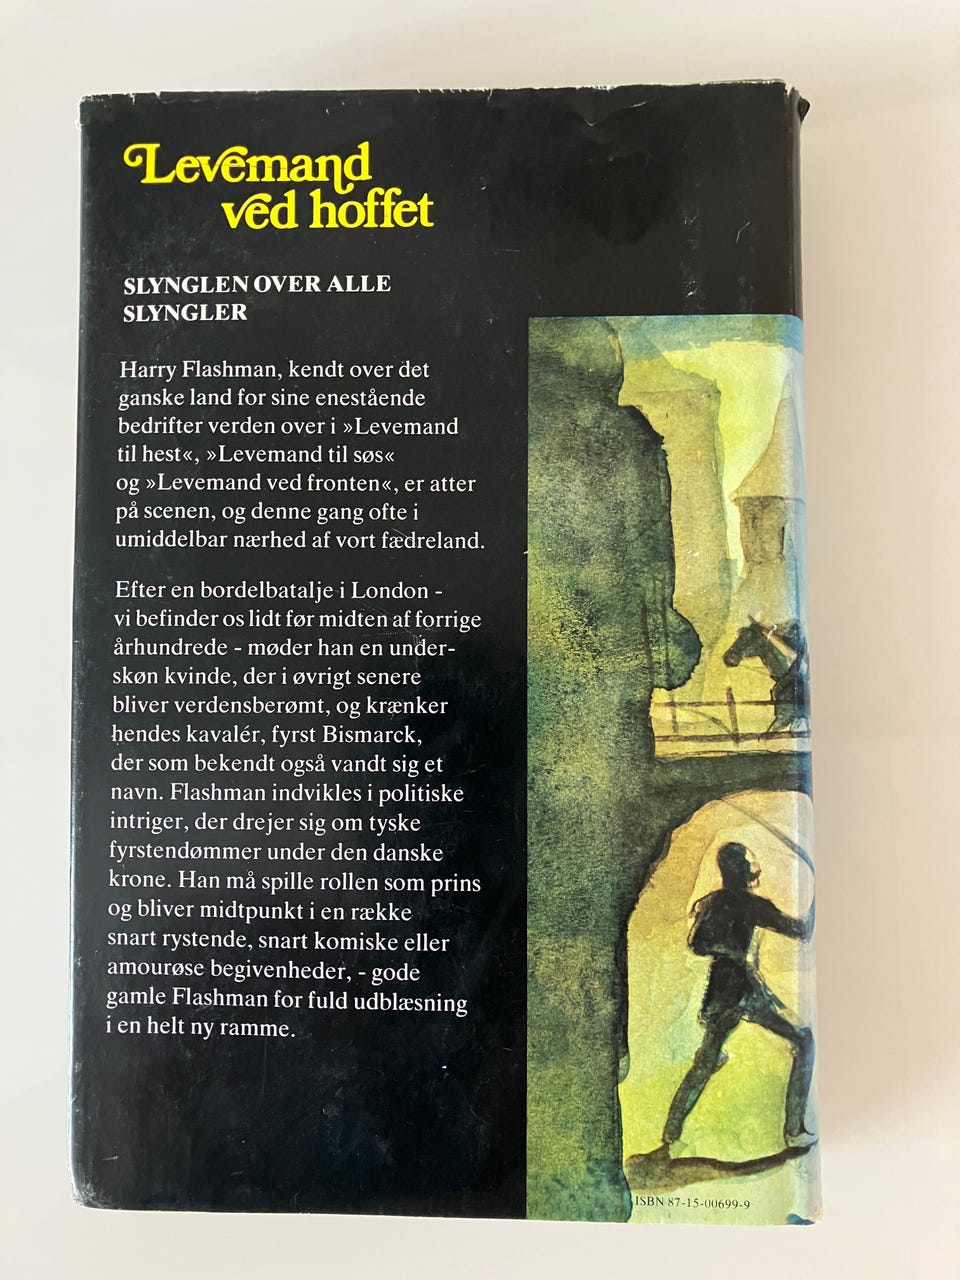 Levemand
ved hoffet
SLYNGLEN OVER ALLE
SLYNGLER
Harry Flashman, kendt over det
ganske land for sine enestående
bedrifter verden over i »Levemand
til hest«, »Levemand til søs«
og »Levemand ved fronten«, er atter
på scenen, og denne gang ofte i
umiddelbar nærhed af vort fædreland.
Efter en bordelbatalje i London -
vi befinder os lidt før midten af forrige
århundrede - møder han en under-
skøn kvinde, der i øvrigt senere
bliver verdensberømt, og krænker
hendes kavalér, fyrst Bismarck,
der som bekendt også vandt sig et
navn. Flashman indvikles i politiske
intriger, der drejer sig om tyske
fyrstendømmer under den danske
krone. Han må spille rollen som prins
og bliver midtpunkt i en række
snart rystende, snart komiske eller
amourøse begivenheder, - gode
gamle Flashman for fuld udblæsning
i en helt ny ramme.
ISBN 87-15-00699-9